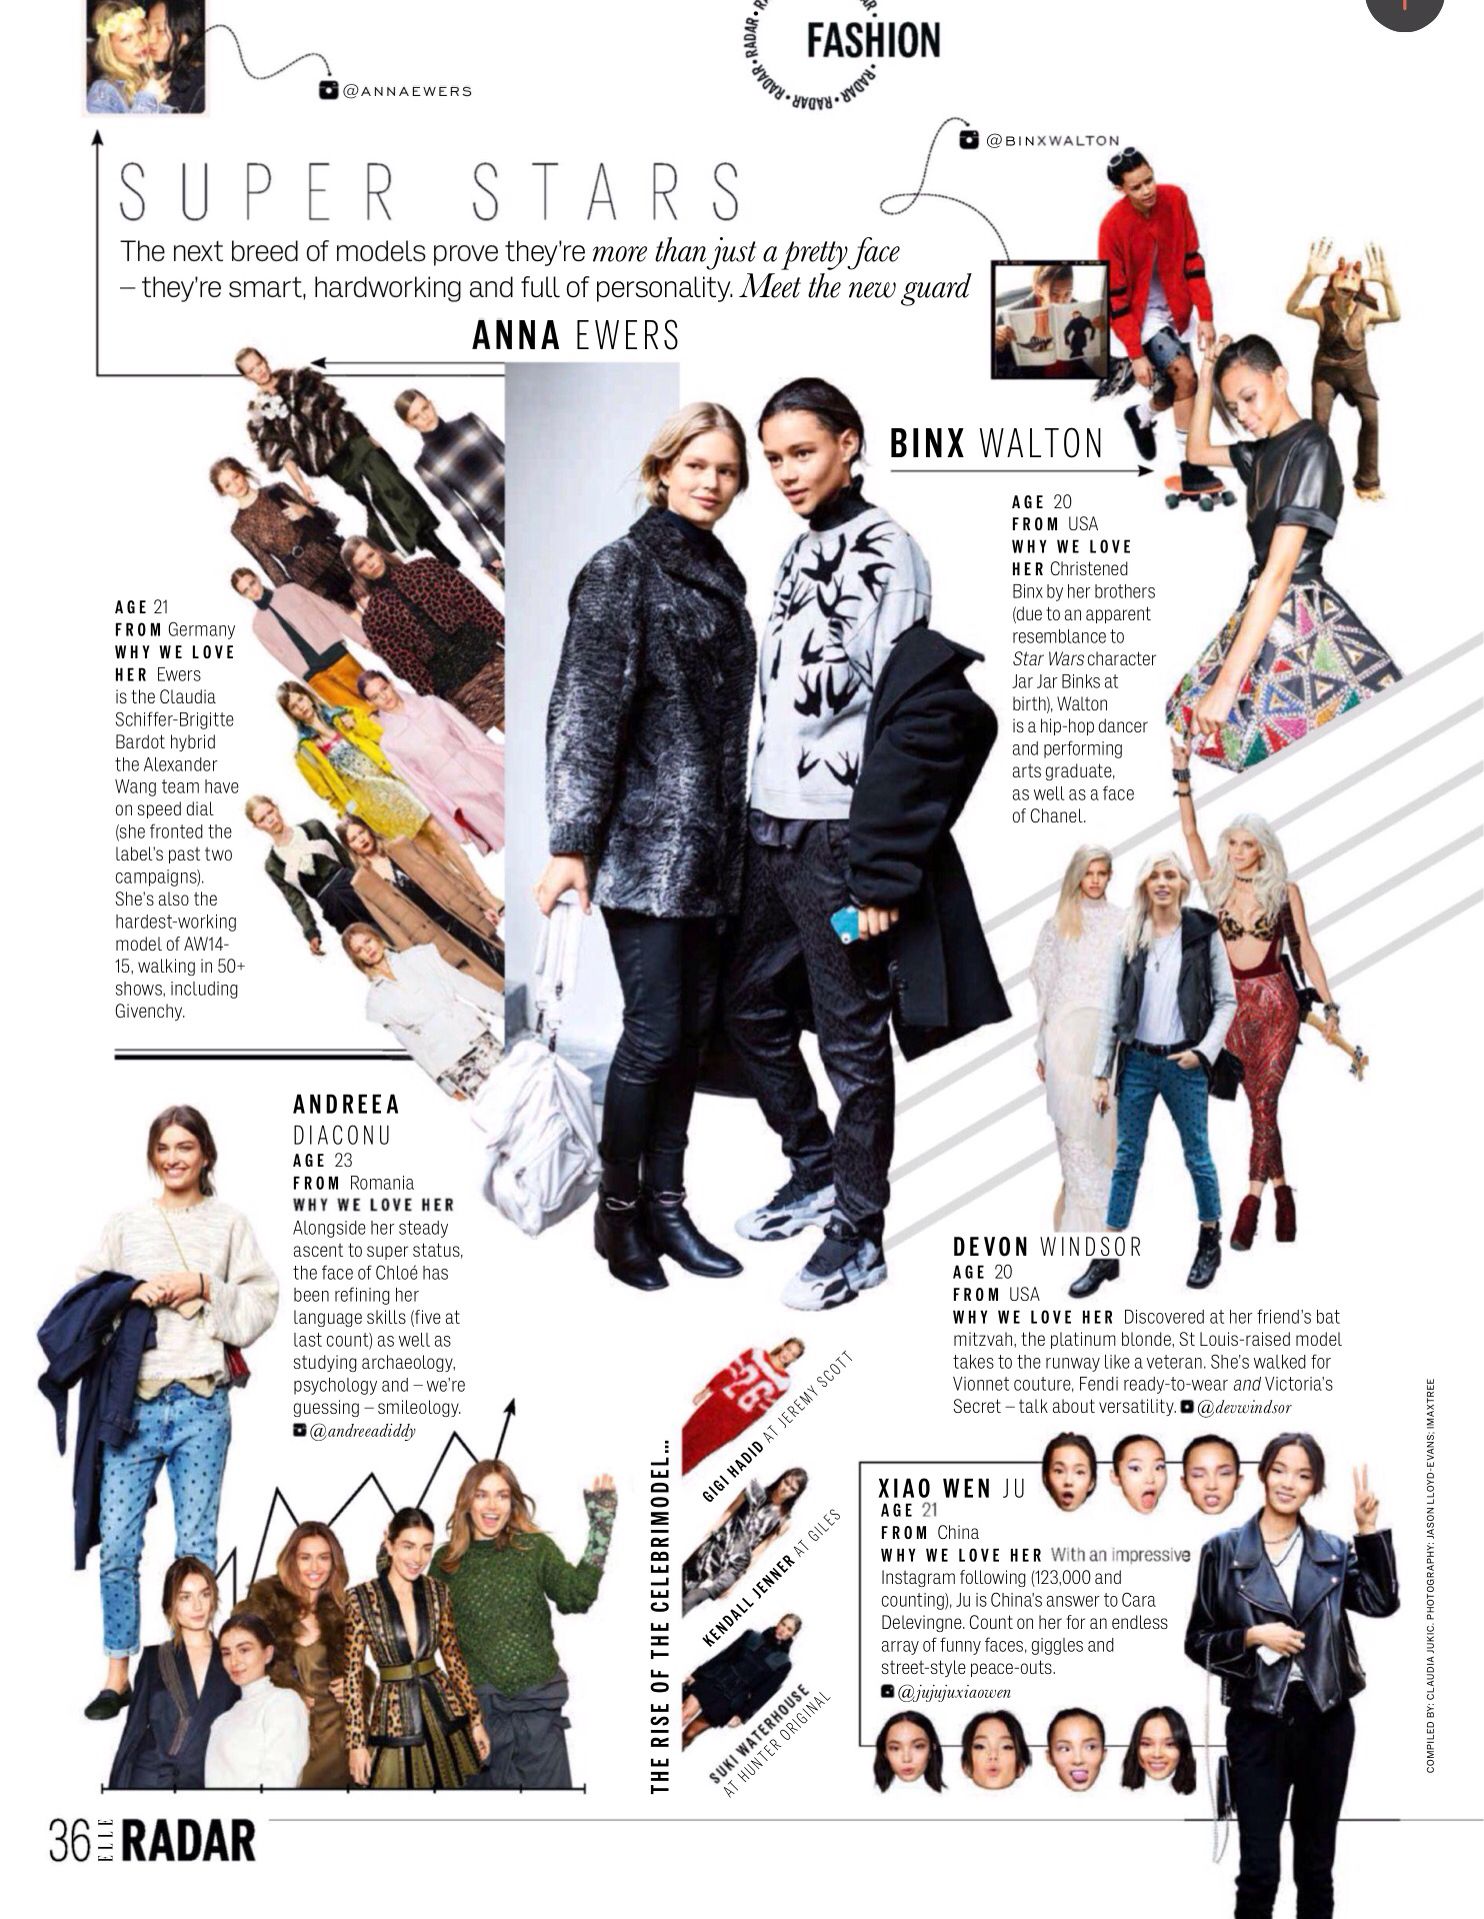 RADAR • RADAR • RADAR • RADAR
FASHION
@ANNAEWERS
@BINXWALTON
SUPER STARS
The next breed of models prove they're more than just a pretty face
– they're smart, hardworking and full of personality. Meet the new guard
ANNA EWERS
AGE 21
FROM Germany
WHY WE LOVE
HER Ewers
is the Claudia
Schiffer-Brigitte
Bardot hybrid
the Alexander
Wang team have
on speed dial
(she fronted the
label's past two
campaigns).
She's also the
hardest-working
model of AW14-
15, walking in 50+
shows, including
Givenchy.
BINX WALTON
AGE 20
FROM USA
WHY WE LOVE
HER Christened
Binx by her brothers
(due to an apparent
resemblance to
Star Wars character
Jar Jar Binks at
birth), Walton
is a hip-hop dancer
and performing
arts graduate,
as well as a face
of Chanel.
ANDREEA
DIACONU
AGE 23
FROM Romania
WHY WE LOVE HER
Alongside her steady
ascent to super status,
the face of Chloé has
been refining her
language skills (five at
last count) as well as
studying archaeology,
psychology and – we're
guessing – smileology.
@andreeadiddy
DEVON WINDSOR
AGE 20
FROM USA
WHY WE LOVE HER Discovered at her friend's bat
mitzvah, the platinum blonde, St Louis-raised model
takes to the runway like a veteran. She's walked for
Vionnet couture, Fendi ready-to-wear and Victoria's
Secret – talk about versatility. @devwindsor
THE RISE OF THE CELEBRIMODEL...
26
GIGI HADID AT JEREMY SCOTT
KENDALL JENNER AT GILES
SUKI WATERHOUSE
AT HUNTER ORIGINAL
XIAO WEN JU
AGE 21
FROM China
WHY WE LOVE HER With an impressive
Instagram following (123,000 and
counting), Ju is China's answer to Cara
Delevingne. Count on her for an endless
array of funny faces, giggles and
street-style peace-outs.
@jujujuxiaowen
COMPILED BY: CLAUDIA JUKIC. PHOTOGRAPHY: JASON LLOYD-EVANS; IMAXTREE
36 ELLE RADAR